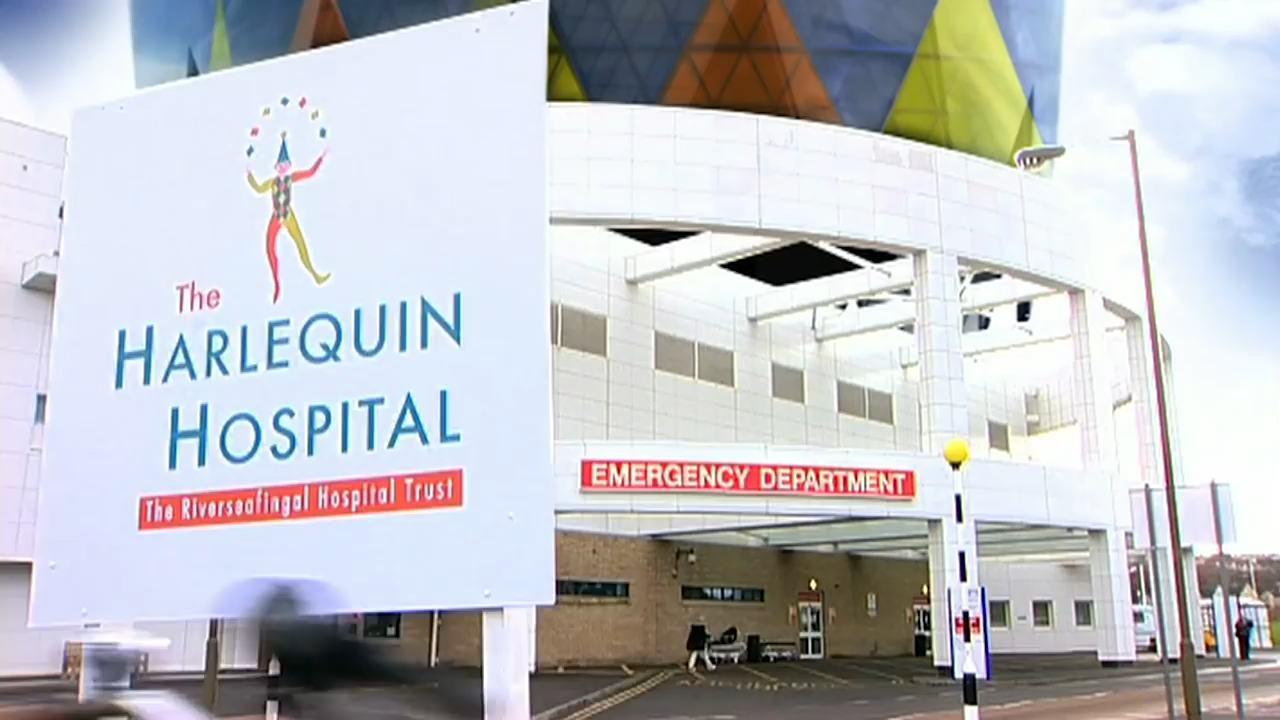 The
HARLEQUIN
HOSPITAL
The Riverseafingal Hospital Trust
EMERGENCY DEPARTMENT